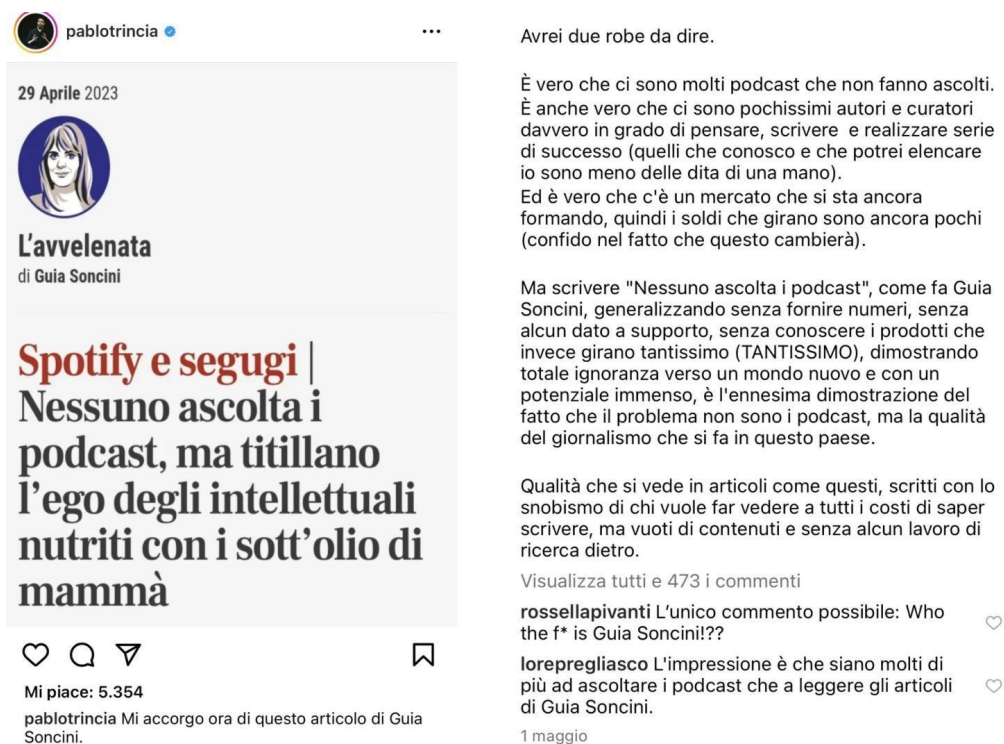 pablotrincia
29 Aprile 2023
L'avvelenata
di Guia Soncini
Spotify e segugi |
Nessuno ascolta i
podcast, ma titillano
l'ego degli intellettuali
nutriti con i sott'olio di
mammà
Mi piace: 5.354
pablotrincia Mi accorgo ora di questo articolo di Guia
Soncini.
Avrei due robe da dire.
È vero che ci sono molti podcast che non fanno ascolti.
È anche vero che ci sono pochissimi autori e curatori
davvero in grado di pensare, scrivere e realizzare serie
di successo (quelli che conosco e che potrei elencare
io sono meno delle dita di una mano).
Ed è vero che c'è un mercato che si sta ancora
formando, quindi i soldi che girano sono ancora pochi
(confido nel fatto che questo cambierà).
Ma scrivere "Nessuno ascolta i podcast", come fa Guia
Soncini, generalizzando senza fornire numeri, senza
alcun dato a supporto, senza conoscere i prodotti che
invece girano tantissimo (TANTISSIMO), dimostrando
totale ignoranza verso un mondo nuovo e con un
potenziale immenso, è l'ennesima dimostrazione del
fatto che il problema non sono i podcast, ma la qualità
del giornalismo che si fa in questo paese.
Qualità che si vede in articoli come questi, scritti con lo
snobismo di chi vuole far vedere a tutti i costi di saper
scrivere, ma vuoti di contenuti e senza alcun lavoro di
ricerca dietro.
Visualizza tutti e 473 i commenti
rossellapivanti L'unico commento possibile: Who
the f* is Guia Soncini!??
lorepregliasco L'impressione è che siano molti di
più ad ascoltare i podcast che a leggere gli articoli
di Guia Soncini.
1 maggio